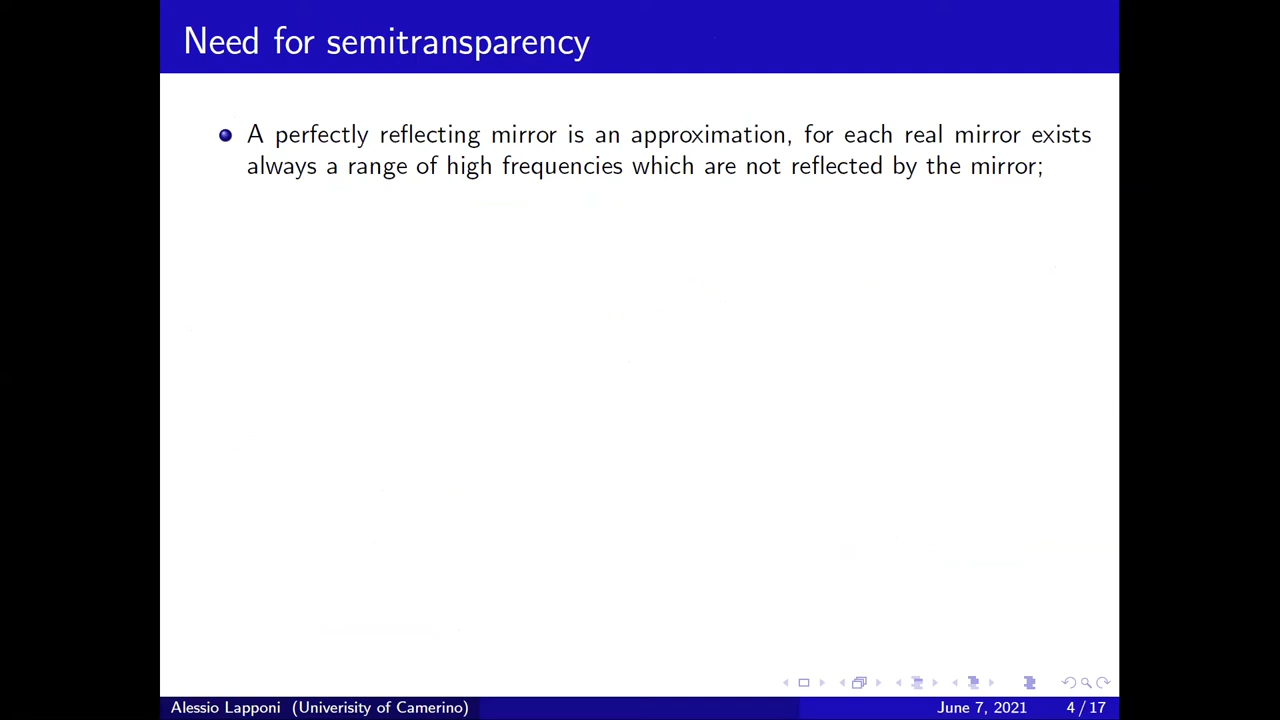 Need for semitransparency
A perfectly reflecting mirror is an approximation, for each real mirror exists
always a range of high frequencies which are not reflected by the mirror;
Alessio Lapponi (Univerisity of Camerino)
June 7, 2021
4 / 17